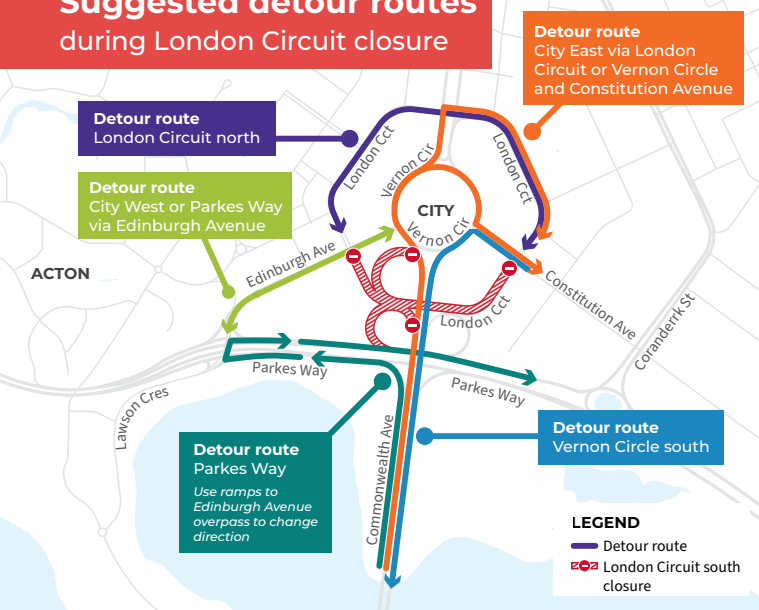 Suggested detour routes
during London Circuit closure
Detour route
City East via London
Circuit or Vernon Circle
and Constitution Avenue
Detour route
London Circuit north
Detour route
City West or Parkes Way
via Edinburgh Avenue
London Cct
Vernon Cir
London Cct
CITY
Vernon Cir
ACTON
Edinburgh Ave
Constitution Ave
London Cct
Coranderrk St
Parkes Way
Parkes Way
Lawson Cres
Commonwealth Ave
Detour route
Vernon Circle south
Detour route
Parkes Way
Use ramps to
Edinburgh Avenue
overpass to change
direction
LEGEND
Detour route
London Circuit south
closure